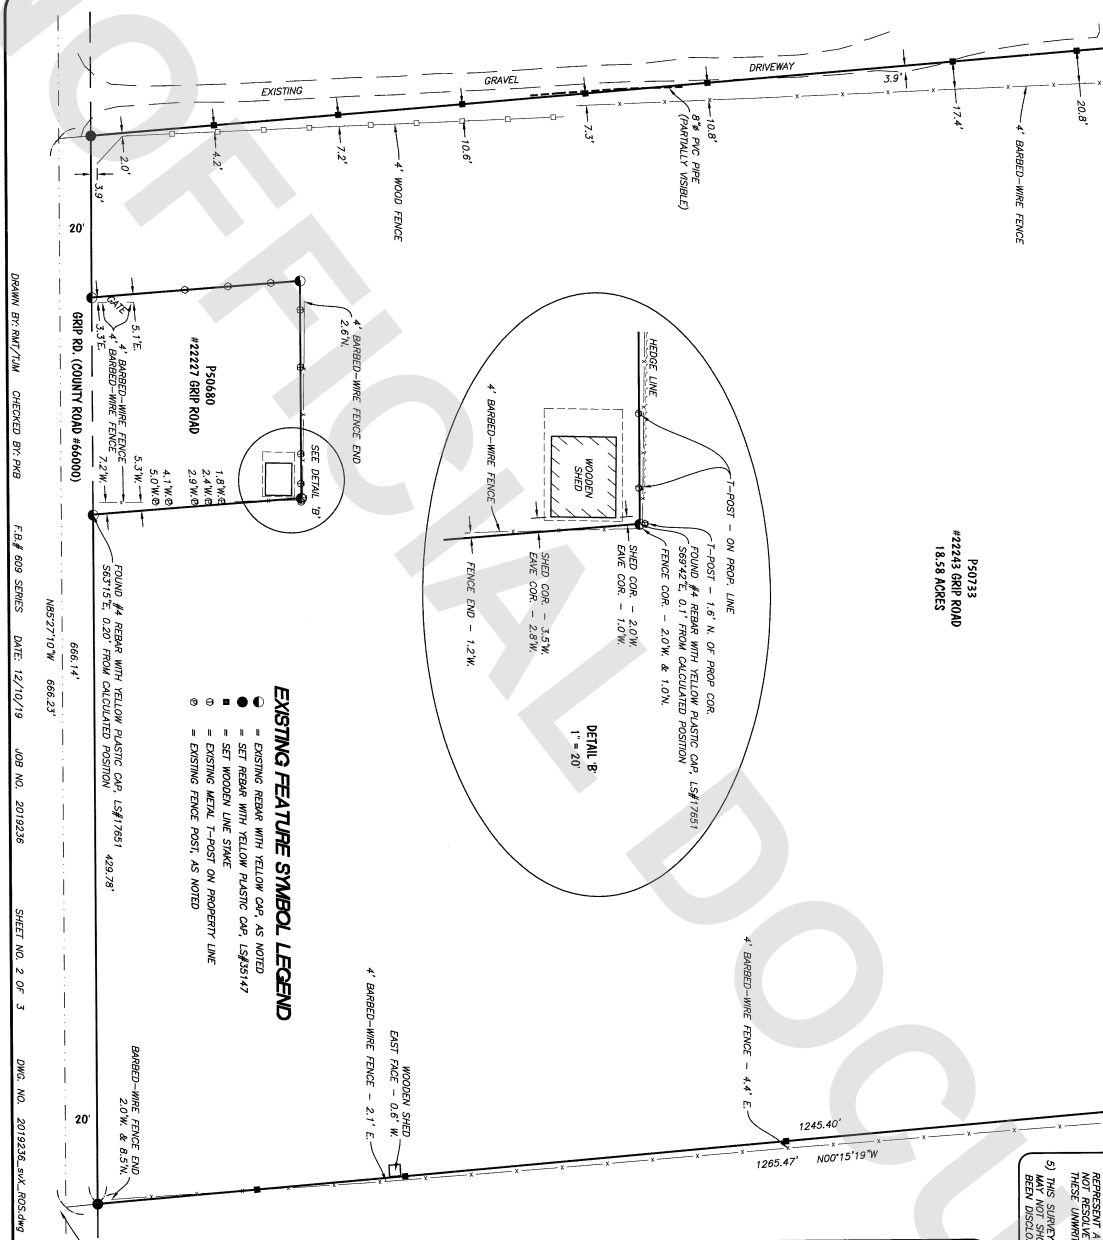 UNOFFICIAL DOCU
EXISTING
GRAVEL
DRIVEWAY
3.9'
20.8'
17.4'
10.8'
7.3'
10.6'
7.2'
4.2'
2.0'
3.9'
4' BARBED-WIRE FENCE
8"ø PVC PIPE
(PARTIALLY VISIBLE)
4' WOOD FENCE
20'
GATE
5.1'E.
3.3'E.
4' BARBED-WIRE FENCE
4' BARBED-WIRE FENCE
7.2'W.
5.3'W.
5.0'W.
4.1'W.
2.9'W.
2.4'W.
1.8'W.
P50680
#22227 GRIP ROAD
GRIP RD. (COUNTY ROAD #66000)
4' BARBED-WIRE FENCE END
2.6'N.
SEE DETAIL 'B'
P50733
#22243 GRIP ROAD
18.58 ACRES
HEDGE LINE
4' BARBED-WIRE FENCE
WOODEN
SHED
T-POST - ON PROP. LINE
T-POST - 1.6' N. OF PROP COR.
FOUND #4 REBAR WITH YELLOW PLASTIC CAP, LS#17651
S69°42'E, 0.1' FROM CALCULATED POSITION
FENCE COR. - 2.0'W. & 1.0'N.
SHED COR. - 2.0'W.
EAVE COR. - 1.0'W.
SHED COR. - 3.5'W.
EAVE COR. - 2.8'W.
FENCE END - 1.2'W.
DETAIL 'B'
1" = 20'
FOUND #4 REBAR WITH YELLOW PLASTIC CAP, LS#17651
S63°15'E, 0.20' FROM CALCULATED POSITION
429.78'
666.14'
N85°27'10"W 666.23'
EXISTING FEATURE SYMBOL LEGEND
= EXISTING REBAR WITH YELLOW CAP, AS NOTED
= SET REBAR WITH YELLOW PLASTIC CAP, LS#35147
= SET WOODEN LINE STAKE
= EXISTING METAL T-POST ON PROPERTY LINE
= EXISTING FENCE POST, AS NOTED
4' BARBED-WIRE FENCE - 4.4' E.
4' BARBED-WIRE FENCE - 2.1' E.
WOODEN SHED
EAST FACE - 0.6' W.
BARBED-WIRE FENCE END
2.0'W. & 8.5'N.
20'
1245.40'
1265.47' N00°15'19"W
REPRESENT A
NOT RESOLVE
THESE UNWRIT
5) THIS SURVEY
MAY NOT SHO
BEEN DISCLO
DRAWN BY: RMT/TJM CHECKED BY: PKB F.B.# 609 SERIES DATE: 12/10/19 JOB NO. 2019236 SHEET NO. 2 OF 3 DWG. NO. 2019236_svX_ROS.dwg